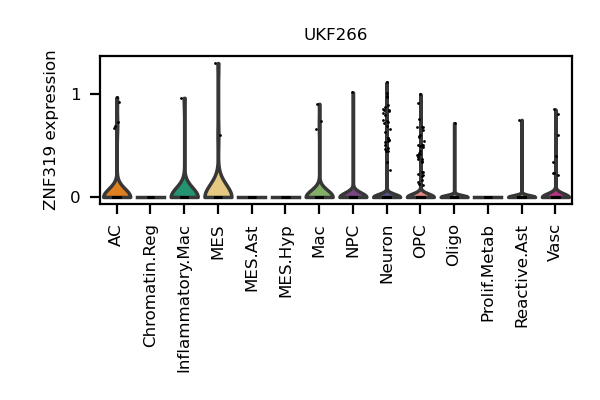 UKF266
ZNF319 expression
1
0
AC
Chromatin.Reg
Inflammatory.Mac
MES
MES.Ast
MES.Hyp
Mac
NPC
Neuron
OPC
Oligo
Prolif.Metab
Reactive.Ast
Vasc